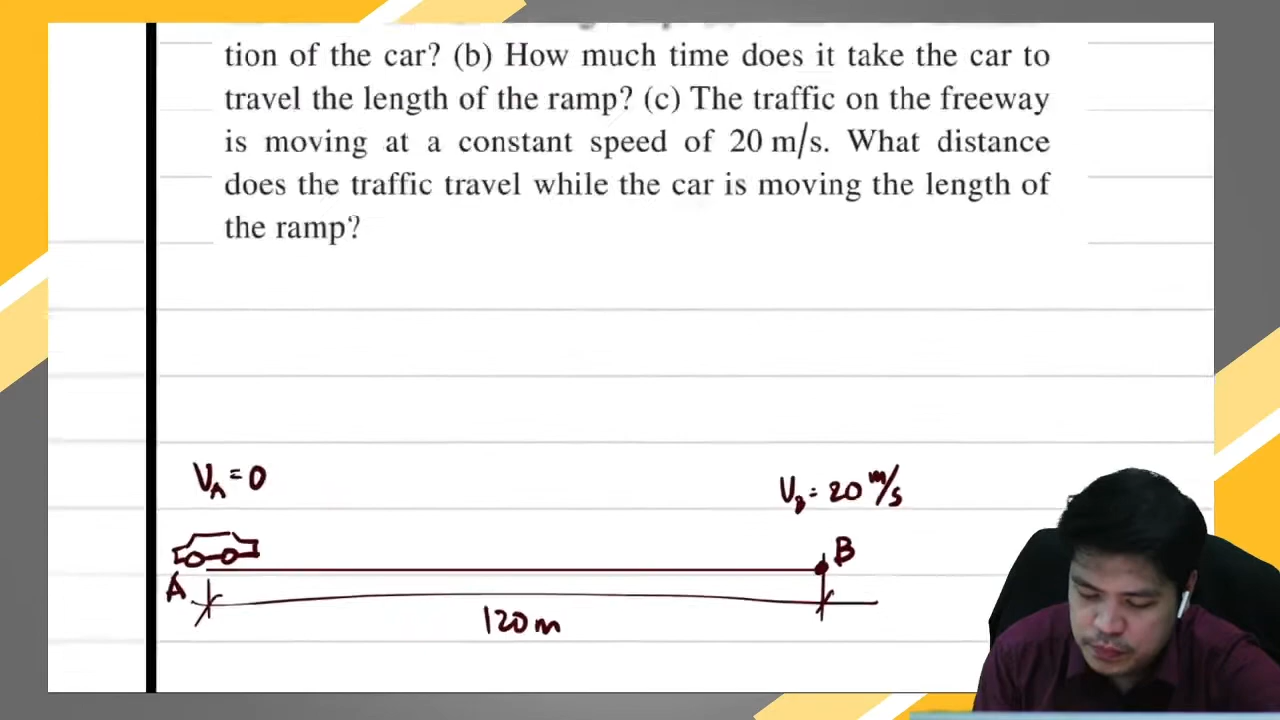 tion of the car? (b) How much time does it take the car to
travel the length of the ramp? (c) The traffic on the freeway
is moving at a constant speed of 20 m/s. What distance
does the traffic travel while the car is moving the length of
the ramp?
V_A = 0
V_B = 20 m/s
B
A
120m